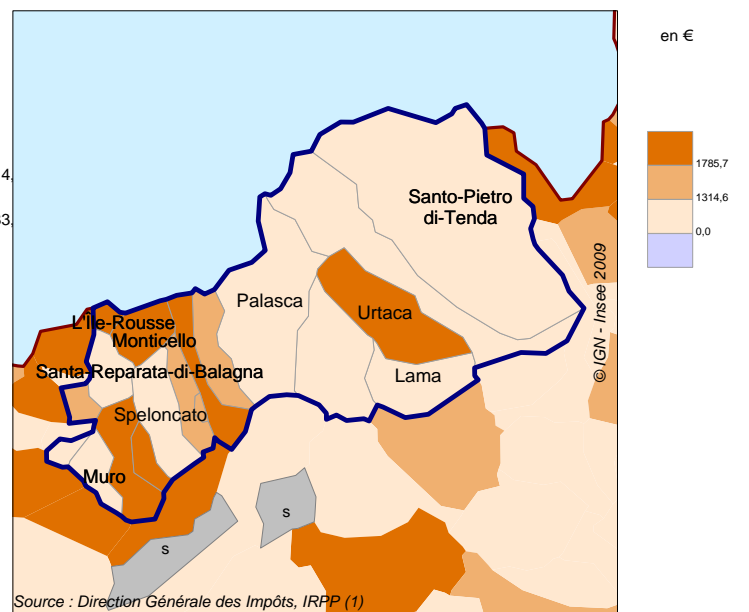 en €
1785,7
1314,6
0,0
4,
Santo-Pietro
di-Tenda
Palasca
Urtaca
L'Île-Rousse
Monticello
Santa-Reparata-di-Balagna
Lama
Speloncato
Muro
s
s
© IGN - Insee 2009
Source : Direction Générale des Impôts, IRPP (1)